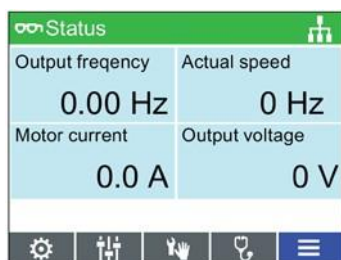 Status
Output freqency
Actual speed
0.00 Hz
0 Hz
Motor current
Output voltage
0.0 A
0 V